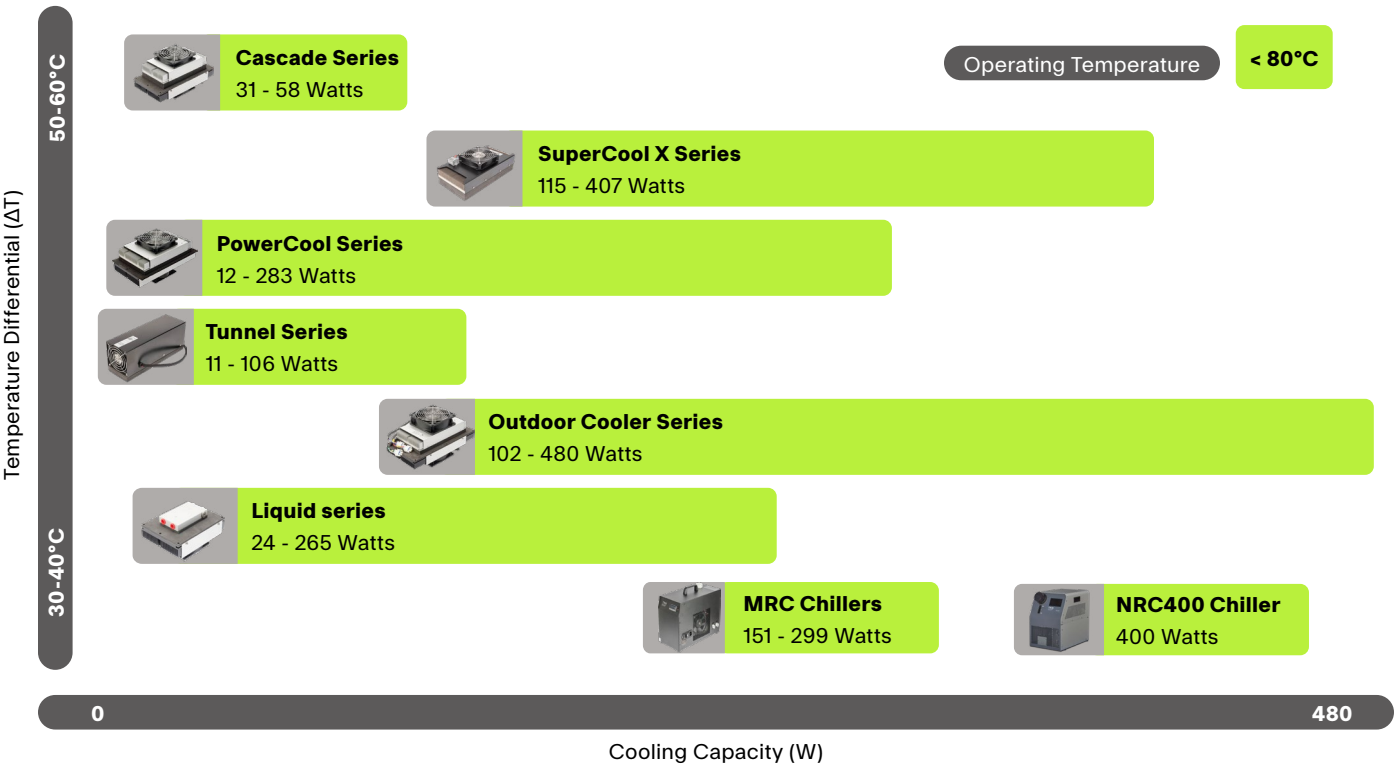 Cascade Series
31 - 58 Watts
Operating Temperature
< 80°C
50-60°C
SuperCool X Series
115 - 407 Watts
Temperature Differential (ΔT)
PowerCool Series
12 - 283 Watts
Tunnel Series
11 - 106 Watts
Outdoor Cooler Series
102 - 480 Watts
Liquid series
24 - 265 Watts
30-40°C
MRC Chillers
151 - 299 Watts
NRC400 Chiller
400 Watts
0
480
Cooling Capacity (W)